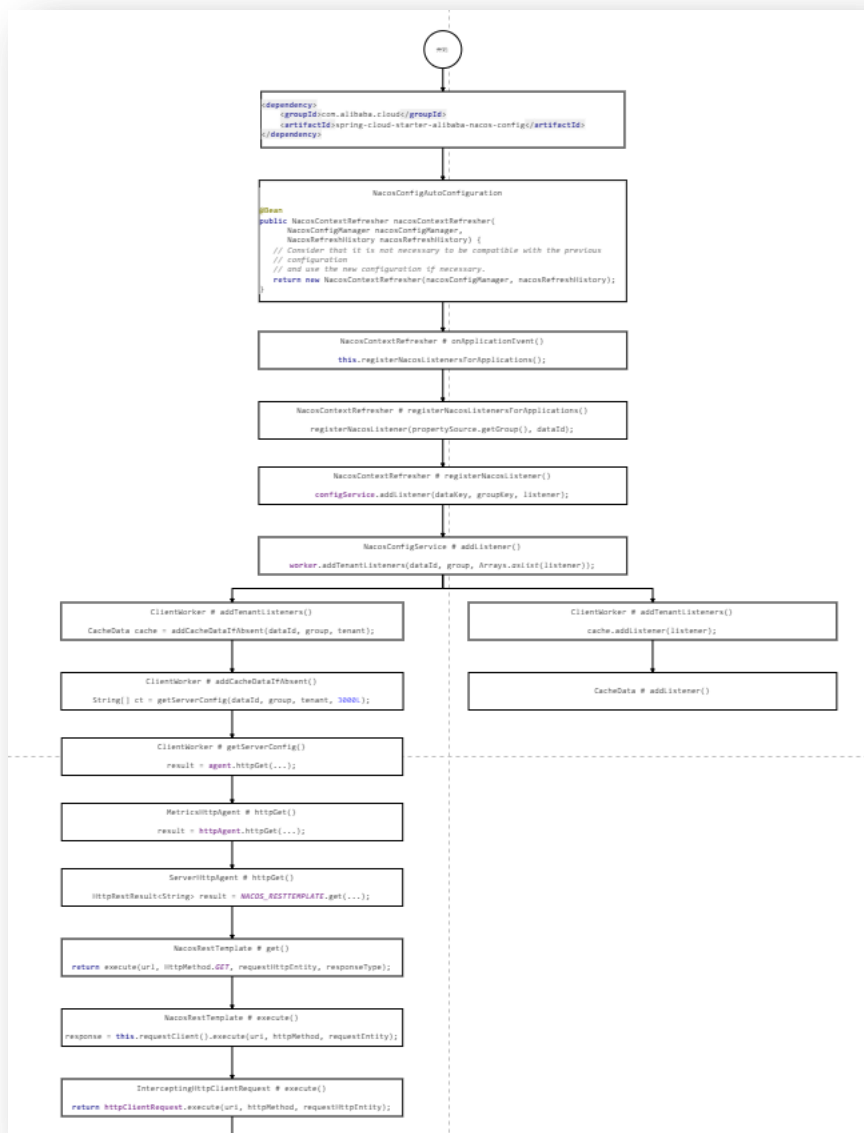 <dependency>
<groupId>com.alibaba.cloud</groupId>
<artifactId>spring-cloud-starter-alibaba-nacos-config</artifactId>
</dependency>
NacosConfigAutoConfiguration
@Bean
public NacosContextRefresher nacosContextRefresher(
NacosConfigManager nacosConfigManager,
NacosRefreshHistory nacosRefreshHistory) {
// Consider that it is not necessary to be compatible with the previous
// configuration
// and use the new configuration if necessary.
return new NacosContextRefresher(nacosConfigManager, nacosRefreshHistory);
}
NacosContextRefresher # onApplicationEvent()
this.registerNacosListenersForApplications();
NacosContextRefresher # registerNacosListenersForApplications()
registerNacosListener(propertySource.getGroup(), dataId);
NacosContextRefresher # registerNacosListener()
configService.addListener(dataKey, groupKey, listener);
NacosConfigService # addListener()
worker.addTenantListeners(dataId, group, Arrays.asList(listener));
ClientWorker # addTenantListeners()
CacheData cache = addCacheDataIfAbsent(dataId, group, tenant);
ClientWorker # addTenantListeners()
cache.addListener(listener);
ClientWorker # addCacheDataIfAbsent()
String[] ct = getServerConfig(dataId, group, tenant, 3000L);
CacheData # addListener()
ClientWorker # getServerConfig()
result = agent.httpGet(...);
MetricsHttpAgent # httpGet()
result = httpAgent.httpGet(...);
ServerHttpAgent # httpGet()
HttpRestResult<String> result = NACOS_RESTTEMPLATE.get(...);
NacosRestTemplate # get()
return execute(url, HttpMethod.GET, requestHttpEntity, responseType);
NacosRestTemplate # execute()
response = this.requestClient().execute(uri, httpMethod, requestEntity);
InterceptingHttpClientRequest # execute()
return httpClientRequest.execute(uri, httpMethod, requestHttpEntity);